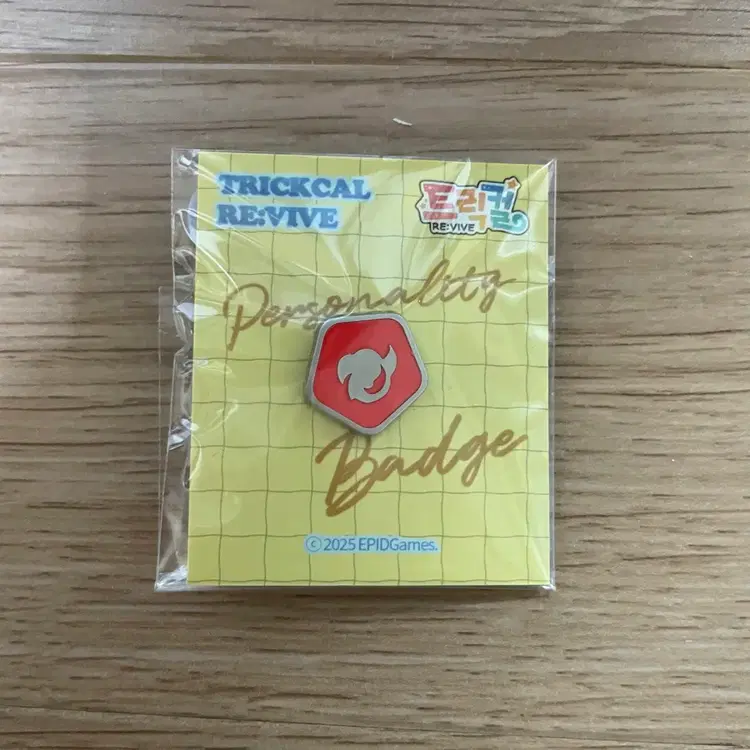 TRICKCAL
RE:VIVE
트릭컬
RE:VIVE
Personality
Badge
ⓒ 2025 EPIDGames.